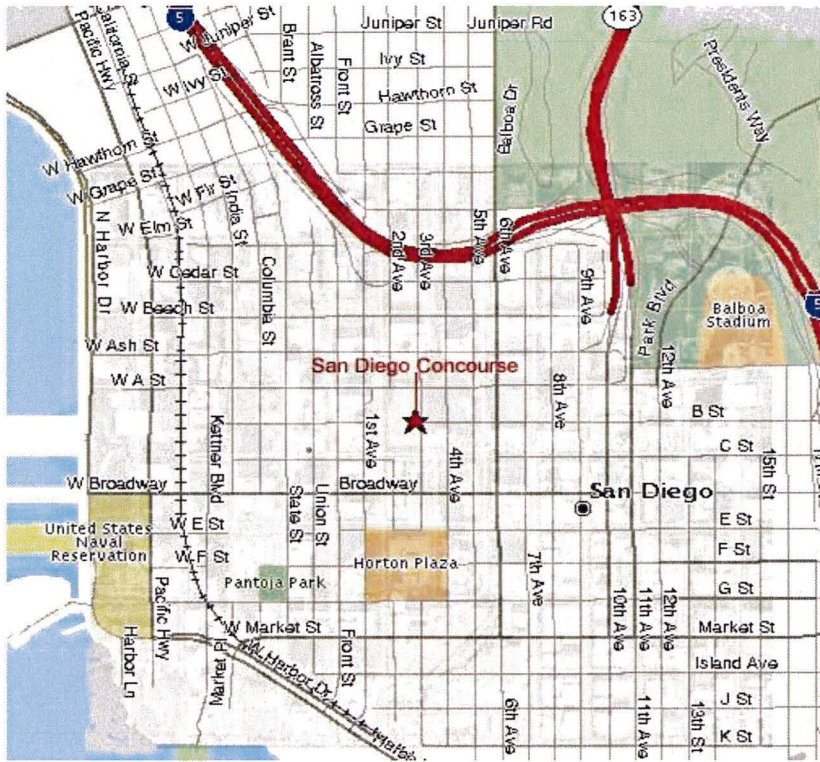 5
163
Juniper St
Juniper Rd
California St
Pacific Hwy
W Juniper St
Brant St
Albatross St
Front St
Ivy St
W Ivy St
Hawthorn St
Grape St
Balboa Dr
Presidents Way
W Hawthorn
W Grape St
W Fir St
India St
W Elm St
N Harbor Dr
2nd Ave
3rd Ave
5th Ave
6th Ave
W Cedar St
Columbia St
9th Ave
W Beech St
Park Blvd
Balboa
Stadium
5
W Ash St
12th Ave
San Diego Concourse
W A St
8th Ave
B St
Kettner Blvd
1st Ave
4th Ave
C St
15th St
W Broadway
Broadway
San Diego
State St
Union St
United States
Naval
Reservation
W E St
E St
W F St
F St
Horton Plaza
Pantoja Park
7th Ave
G St
10th Ave
11th Ave
12th Ave
W Market St
Market St
Pacific Hwy
Harbor Ln
Front St
W Harbor Dr
Island Ave
6th Ave
11th Ave
13th St
J St
K St